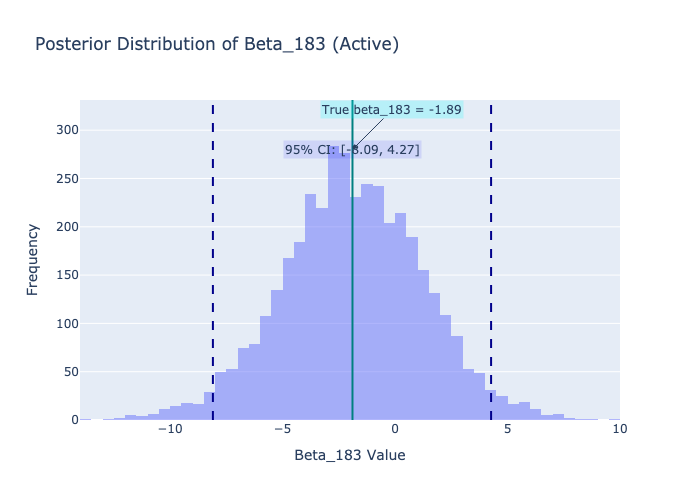 Posterior Distribution of Beta_183 (Active)
True beta_183 = -1.89
95% CI: [-8.09, 4.27]
300
250
200
150
100
50
0
Frequency
−10
−5
0
5
10
Beta_183 Value